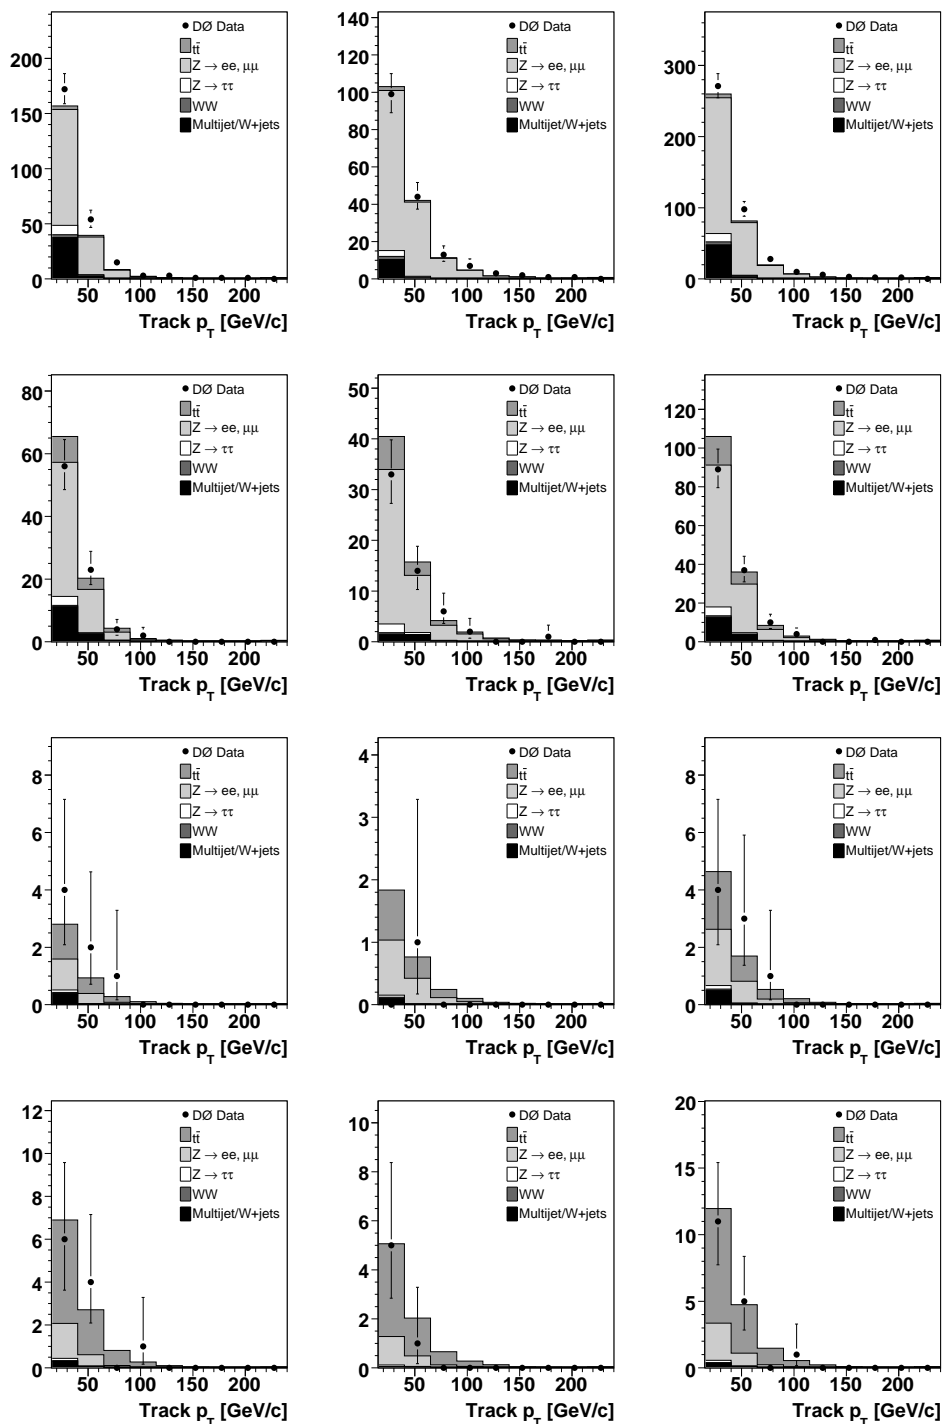 200
150
100
50
0
DØ Data
tt̄
Z → ee, μμ
Z → ττ
WW
Multijet/W+jets
50 100 150 200
Track p_T [GeV/c]
140
120
100
80
60
40
20
0
DØ Data
tt̄
Z → ee, μμ
Z → ττ
WW
Multijet/W+jets
50 100 150 200
Track p_T [GeV/c]
300
200
100
0
DØ Data
tt̄
Z → ee, μμ
Z → ττ
WW
Multijet/W+jets
50 100 150 200
Track p_T [GeV/c]
80
60
40
20
0
DØ Data
tt̄
Z → ee, μμ
Z → ττ
WW
Multijet/W+jets
50 100 150 200
Track p_T [GeV/c]
50
40
30
20
10
0
DØ Data
tt̄
Z → ee, μμ
Z → ττ
WW
Multijet/W+jets
50 100 150 200
Track p_T [GeV/c]
120
100
80
60
40
20
0
DØ Data
tt̄
Z → ee, μμ
Z → ττ
WW
Multijet/W+jets
50 100 150 200
Track p_T [GeV/c]
8
6
4
2
0
DØ Data
tt̄
Z → ee, μμ
Z → ττ
WW
Multijet/W+jets
50 100 150 200
Track p_T [GeV/c]
4
3
2
1
0
DØ Data
tt̄
Z → ee, μμ
Z → ττ
WW
Multijet/W+jets
50 100 150 200
Track p_T [GeV/c]
8
6
4
2
0
DØ Data
tt̄
Z → ee, μμ
Z → ττ
WW
Multijet/W+jets
50 100 150 200
Track p_T [GeV/c]
12
10
8
6
4
2
0
DØ Data
tt̄
Z → ee, μμ
Z → ττ
WW
Multijet/W+jets
50 100 150 200
Track p_T [GeV/c]
10
8
6
4
2
0
DØ Data
tt̄
Z → ee, μμ
Z → ττ
WW
Multijet/W+jets
50 100 150 200
Track p_T [GeV/c]
20
15
10
5
0
DØ Data
tt̄
Z → ee, μμ
Z → ττ
WW
Multijet/W+jets
50 100 150 200
Track p_T [GeV/c]